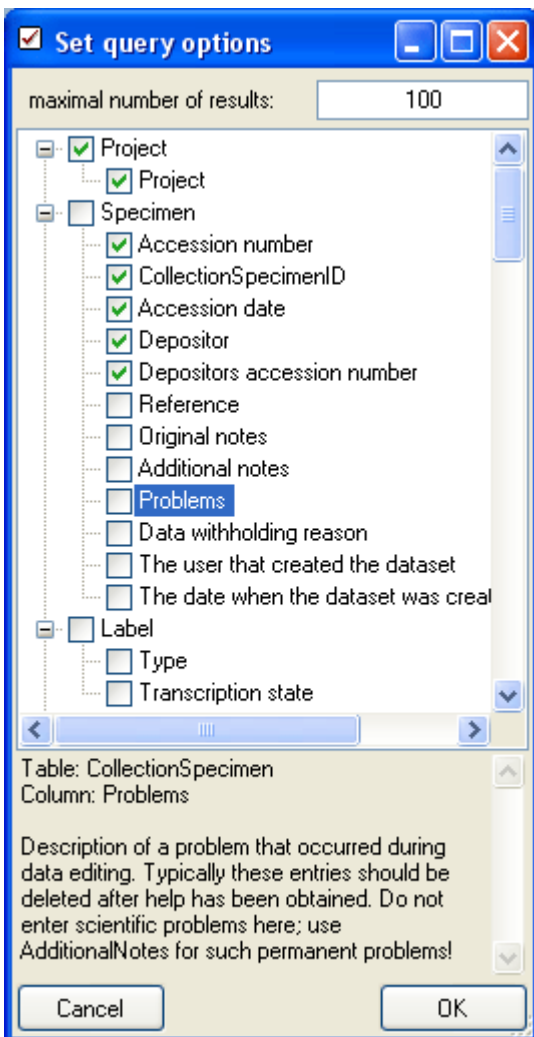 Set query options
maximal number of results: 100
Project
Project
Specimen
Accession number
CollectionSpecimenID
Accession date
Depositor
Depositors accession number
Reference
Original notes
Additional notes
Problems
Data withholding reason
The user that created the dataset
The date when the dataset was creat
Label
Type
Transcription state
Table: CollectionSpecimen
Column: Problems
Description of a problem that occurred during
data editing. Typically these entries should be
deleted after help has been obtained. Do not
enter scientific problems here; use
AdditionalNotes for such permanent problems!
Cancel OK